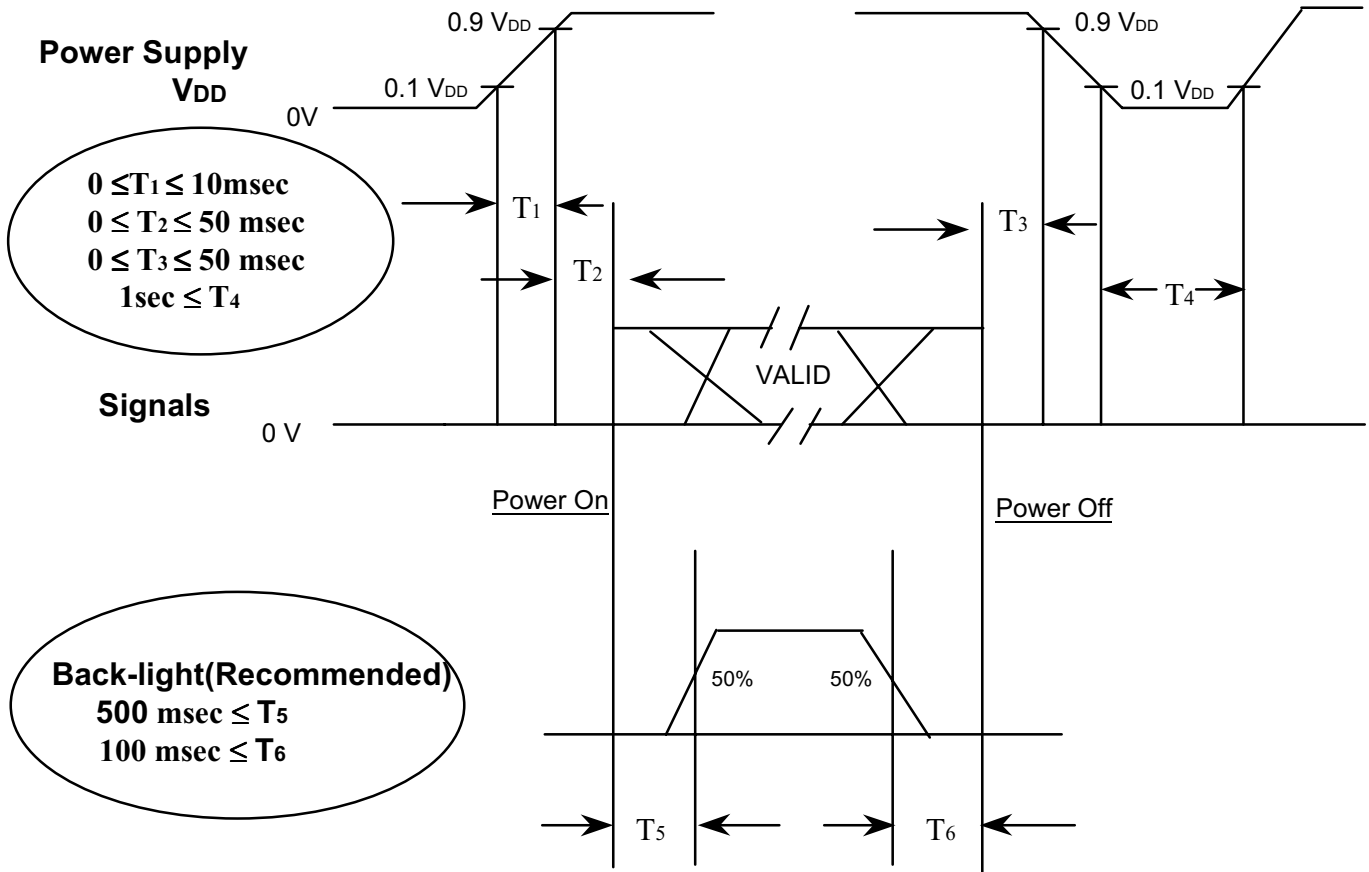 0.9 VDD
0.9 VDD
Power Supply
VDD
0.1 VDD
0.1 VDD
0V
0 ≤T1 ≤ 10msec
0 ≤ T2 ≤ 50 msec
0 ≤ T3 ≤ 50 msec
1sec ≤ T4
T1
T3
T2
T4
VALID
Signals
0 V
Power On
Power Off
Back-light(Recommended)
500 msec ≤ T5
100 msec ≤ T6
50%
50%
T5
T6